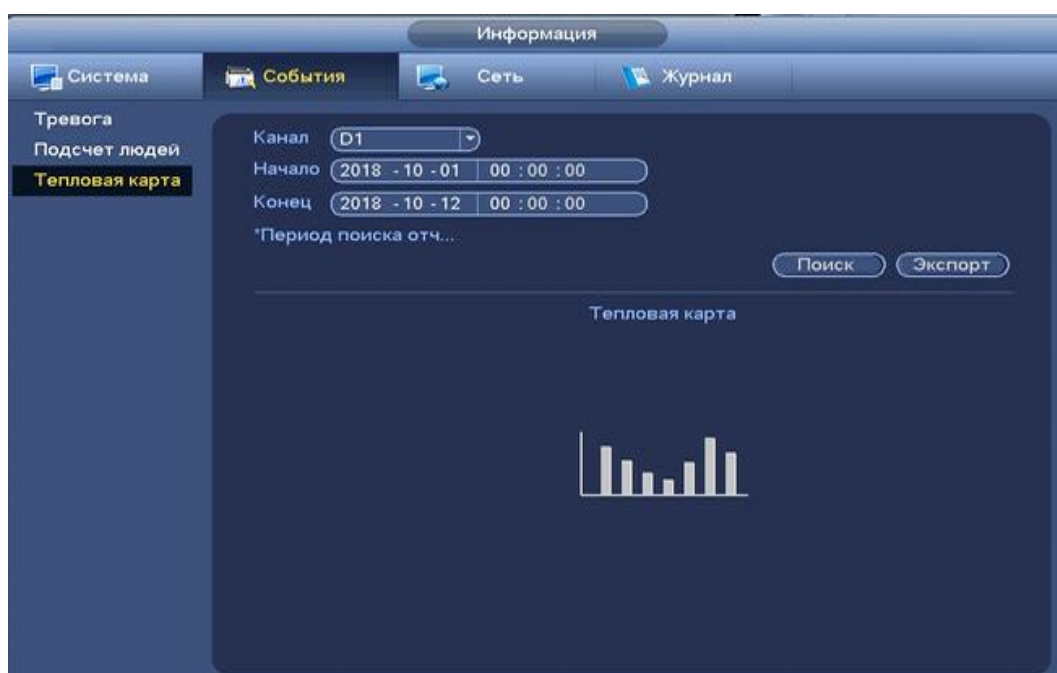 Информация
Система События Сеть Журнал
Тревога
Подсчет людей
Тепловая карта
Канал D1
Начало 2018 - 10 - 01 00 : 00 : 00
Конец 2018 - 10 - 12 00 : 00 : 00
*Период поиска отч...
Поиск Экспорт
Тепловая карта